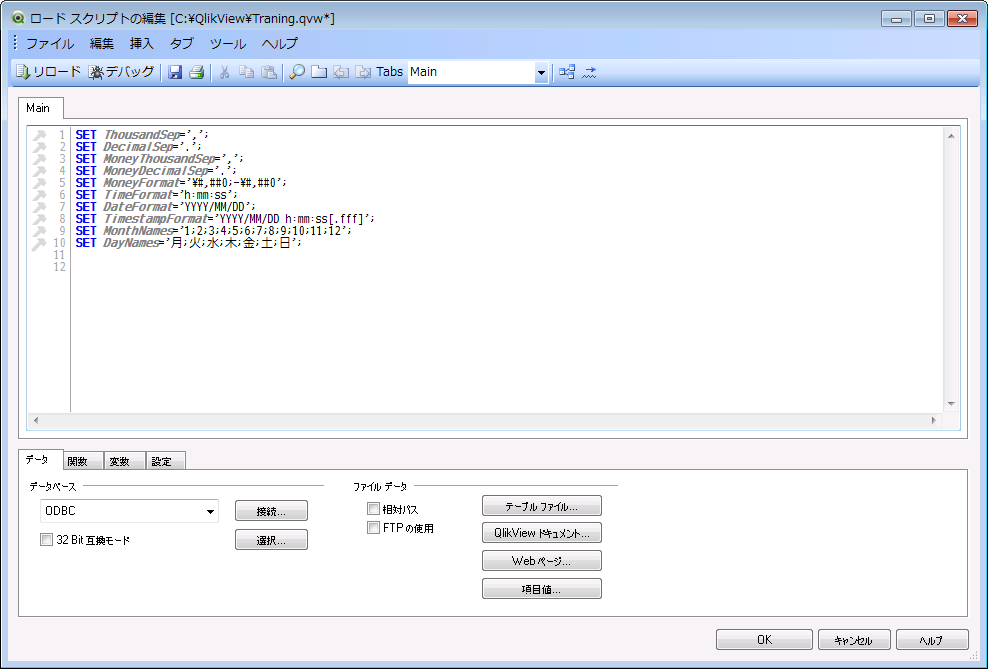 ロード スクリプトの編集 [C:¥QlikView¥Traning.qvw*]
ファイル 編集 挿入 タブ ツール ヘルプ
リロード デバッグ Tabs Main
Main
1 SET ThousandSep=',';
2 SET DecimalSep='.';
3 SET MoneyThousandSep=',';
4 SET MoneyDecimalSep='.';
5 SET MoneyFormat='¥#,##0;-¥#,##0';
6 SET TimeFormat='h:mm:ss';
7 SET DateFormat='YYYY/MM/DD';
8 SET TimestampFormat='YYYY/MM/DD h:mm:ss[.fff]';
9 SET MonthNames='1;2;3;4;5;6;7;8;9;10;11;12';
10 SET DayNames='月;火;水;木;金;土;日';
11
12
データ 関数 変数 設定
データベース ファイル データ
ODBC 接続... 相対パス テーブル ファイル...
FTP の使用 QlikView ドキュメント...
32 Bit 互換モード 選択...
Web ページ...
項目値...
OK キャンセル ヘルプ